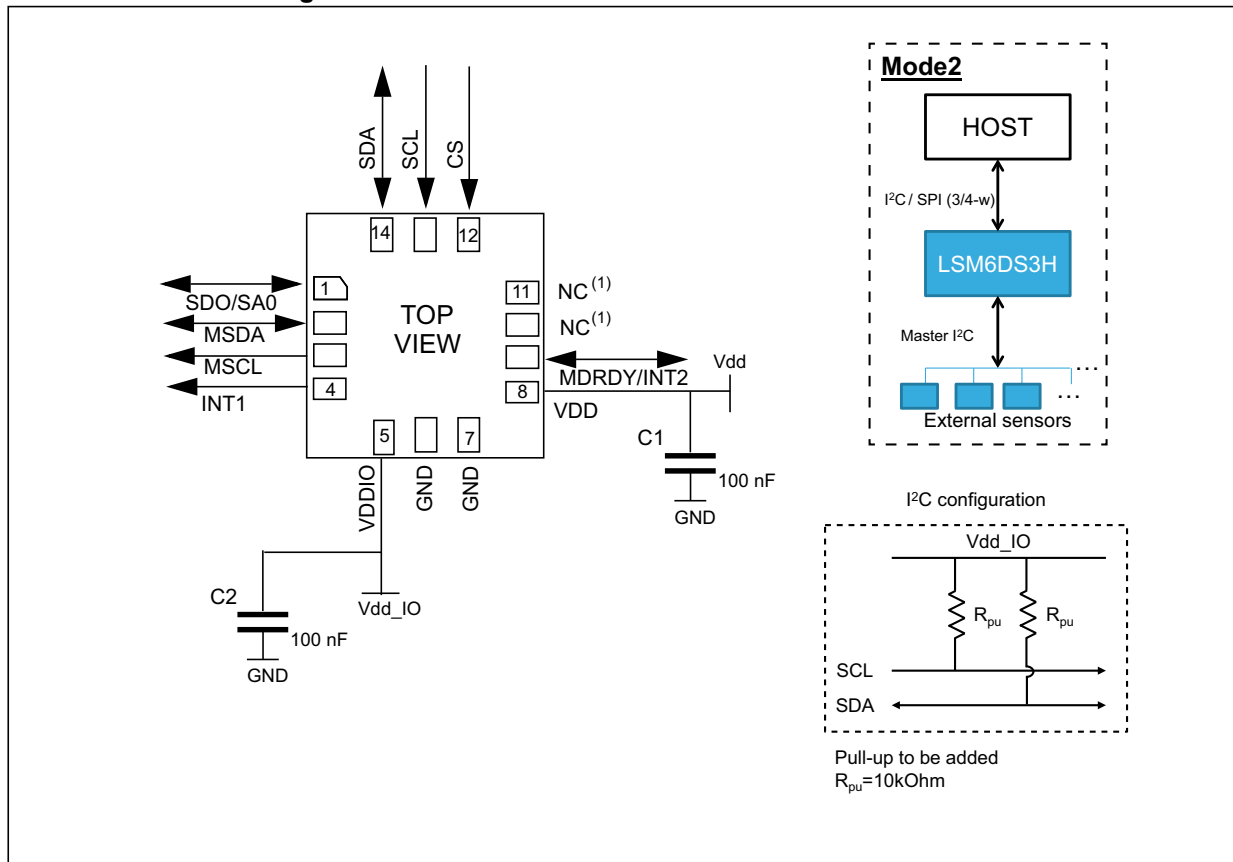 SDA
SCL
CS
14
12
1
11
NC(1)
NC(1)
TOP
VIEW
SDO/SA0
MSDA
MSCL
4
INT1
MDRDY/INT2
Vdd
8
VDD
5
7
VDDIO
GND
GND
C1
100 nF
GND
C2
100 nF
GND
Vdd_IO
Mode2
HOST
I²C / SPI (3/4-w)
LSM6DS3H
Master I²C
...
...
External sensors
I²C configuration
Vdd_IO
Rpu
Rpu
SCL
SDA
Pull-up to be added
Rpu=10kOhm